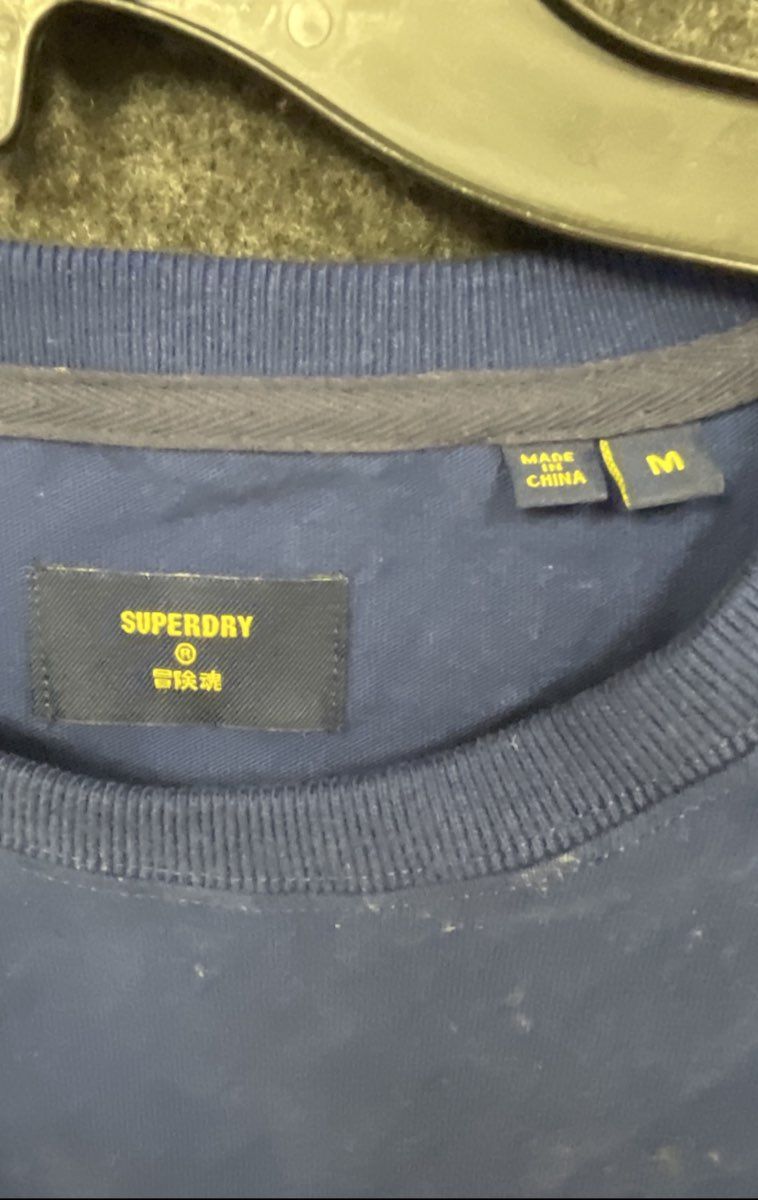 MADE
IN
CHINA
M
SUPERDRY
®
冒険魂